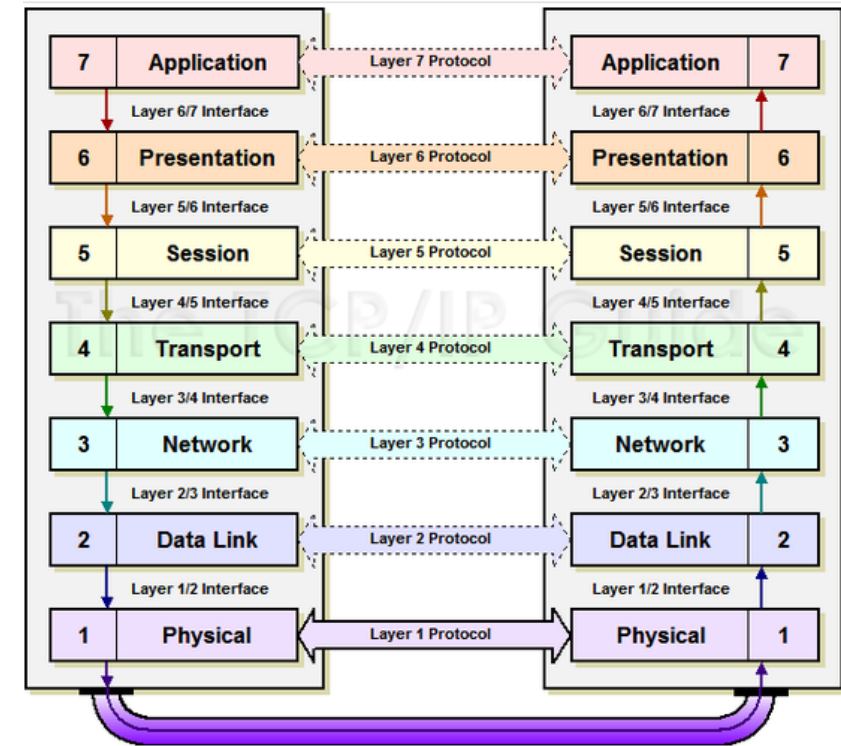 7 Application Layer 7 Protocol Application 7
Layer 6/7 Interface Layer 6/7 Interface
6 Presentation Layer 6 Protocol Presentation 6
Layer 5/6 Interface Layer 5/6 Interface
5 Session Layer 5 Protocol Session 5
Layer 4/5 Interface Layer 4/5 Interface
The TCP/IP Guide
4 Transport Layer 4 Protocol Transport 4
Layer 3/4 Interface Layer 3/4 Interface
3 Network Layer 3 Protocol Network 3
Layer 2/3 Interface Layer 2/3 Interface
2 Data Link Layer 2 Protocol Data Link 2
Layer 1/2 Interface Layer 1/2 Interface
1 Physical Layer 1 Protocol Physical 1